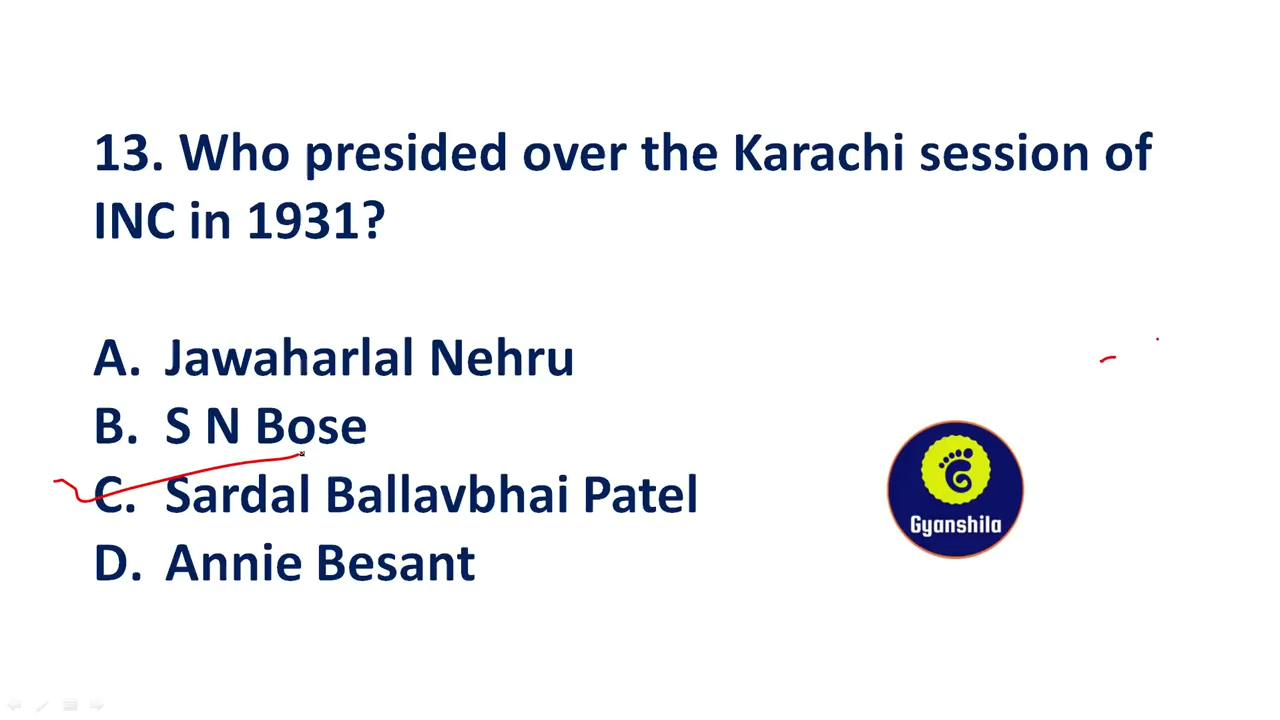 13. Who presided over the Karachi session of
INC in 1931?
A. Jawaharlal Nehru
B. S N Bose
C. Sardal Ballavbhai Patel
D. Annie Besant
Gyanshila